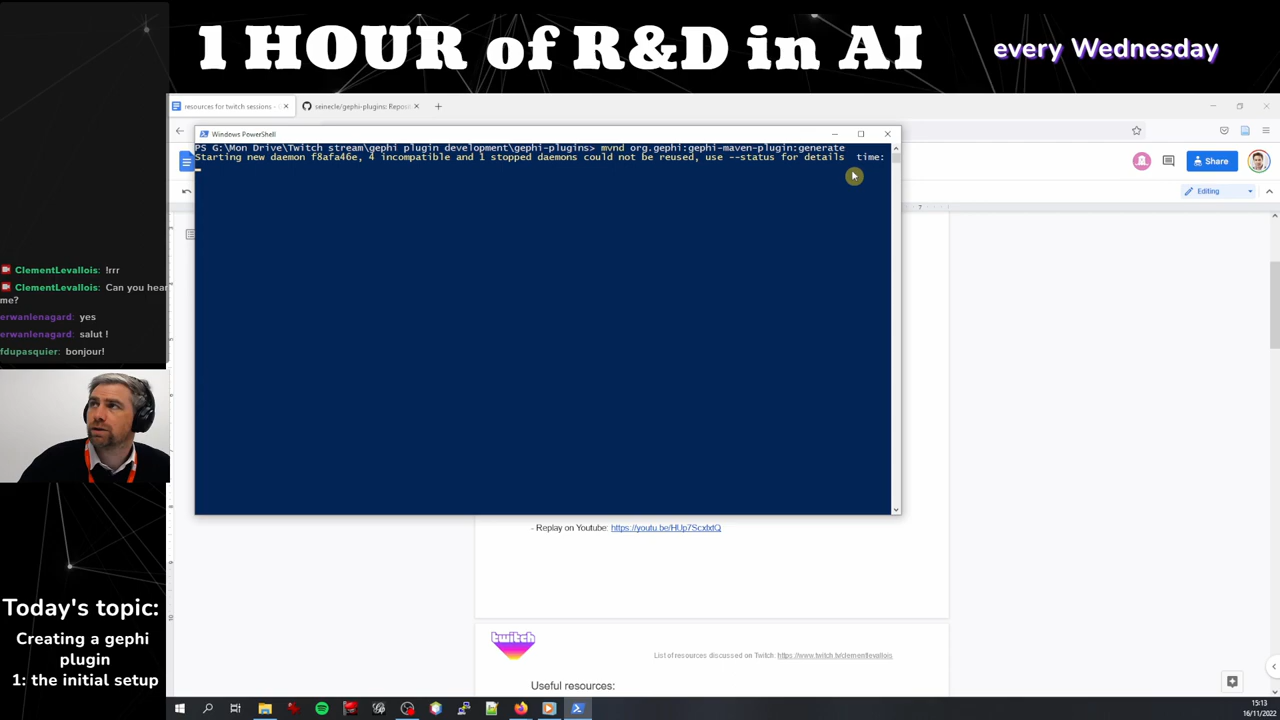 1 HOUR of R&D in AI
every Wednesday
resources for twitch sessions -
seinecle/gephi-plugins: Reposi
Windows PowerShell
PS G:\Mon Drive\Twitch stream\gephi plugin development\gephi-plugins> mvnd org.gephi:gephi-maven-plugin:generate
Starting new daemon f8afa46e, 4 incompatible and 1 stopped daemons could not be reused, use --status for details time:
Share
Editing
7
ClementLevallois: !rrr
ClementLevallois: Can you hear
me?
erwanlenagard: yes
erwanlenagard: salut !
fdupasquier: bonjour!
- Replay on Youtube:
Today's topic:
Creating a gephi
plugin
1: the initial setup
twitch
List of resources discussed on Twitch: https://www.twitch.tv/clementlevallois
Useful resources:
15:13
16/11/2022